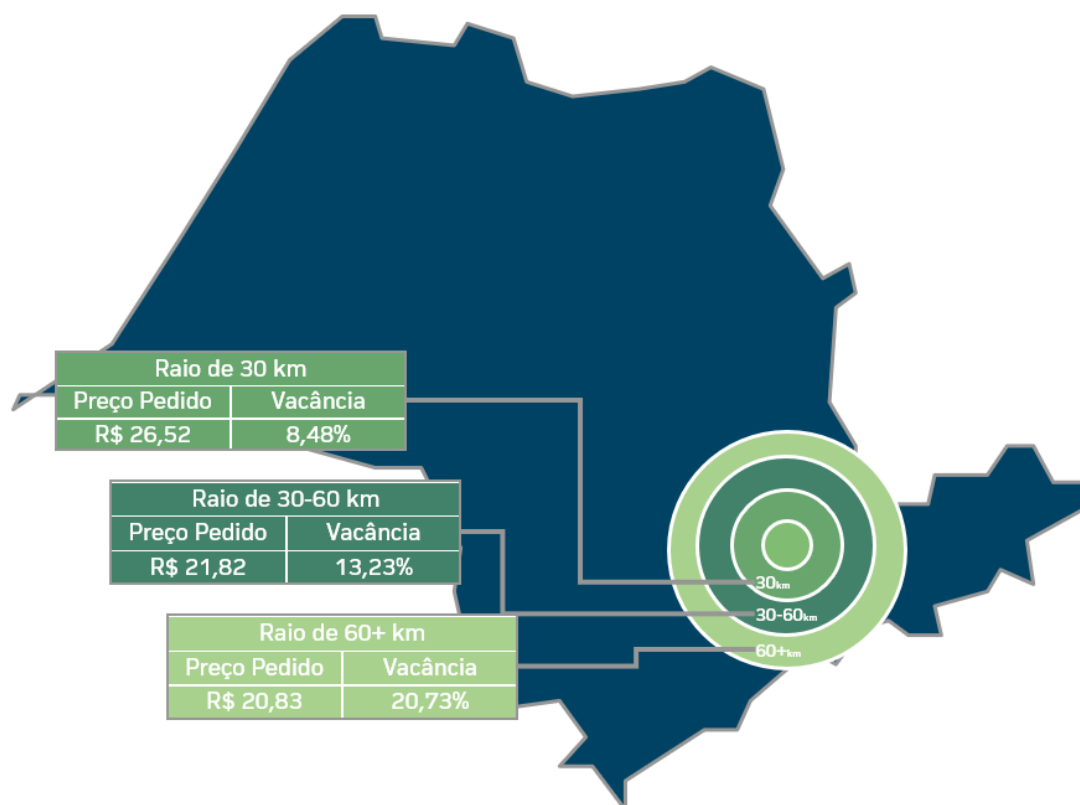 Raio de 30 km
Preço Pedido Vacância
R$ 26,52 8,48%
Raio de 30-60 km
Preço Pedido Vacância
R$ 21,82 13,23%
Raio de 60+ km
Preço Pedido Vacância
R$ 20,83 20,73%
30km
30-60km
60+km